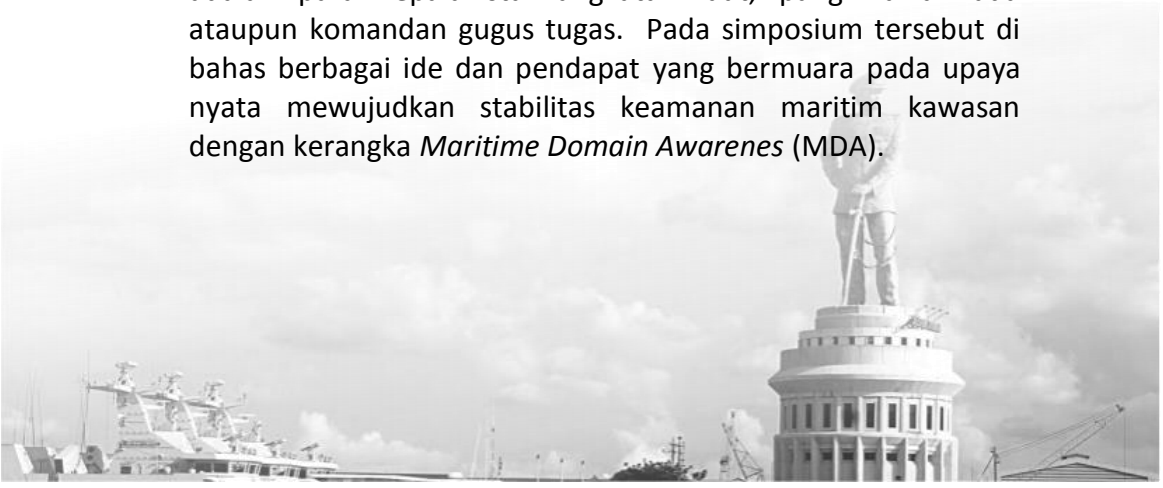 ataupun komandan gugus tugas. Pada simposium tersebut di
bahas berbagai ide dan pendapat yang bermuara pada upaya
nyata mewujudkan stabilitas keamanan maritim kawasan
dengan kerangka Maritime Domain Awarenes (MDA).